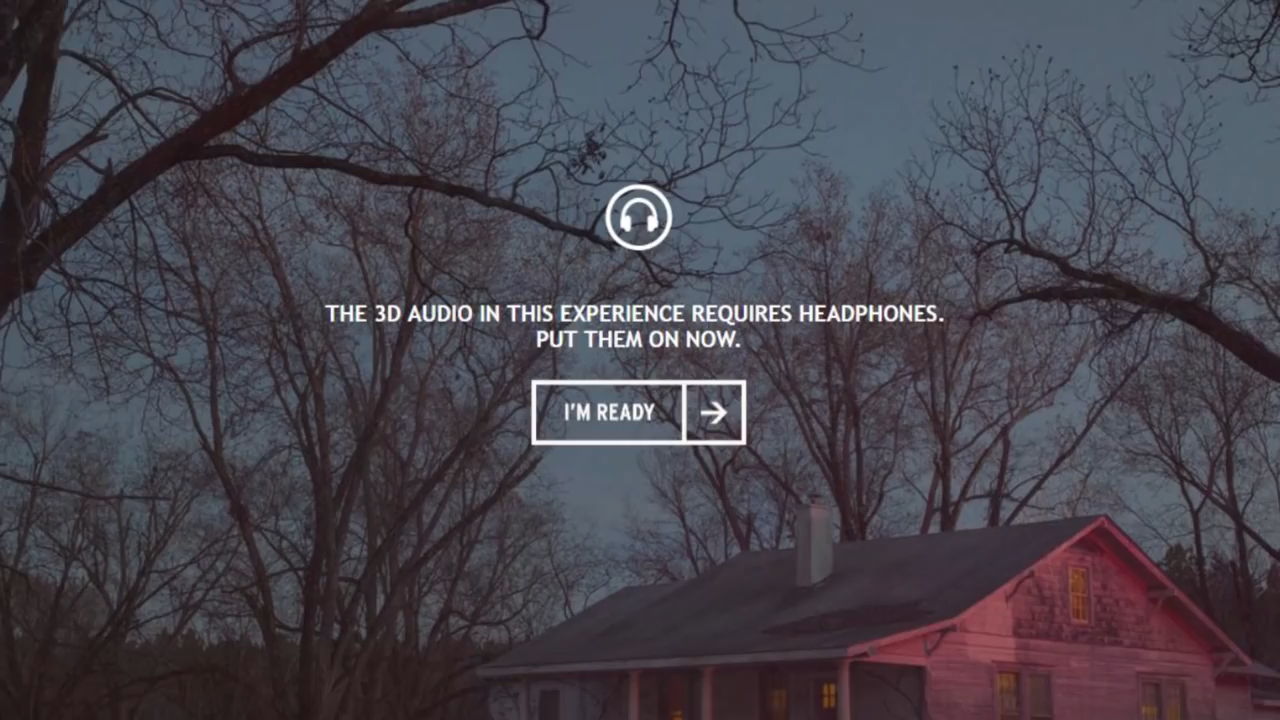 THE 3D AUDIO IN THIS EXPERIENCE REQUIRES HEADPHONES.
PUT THEM ON NOW.
I'M READY